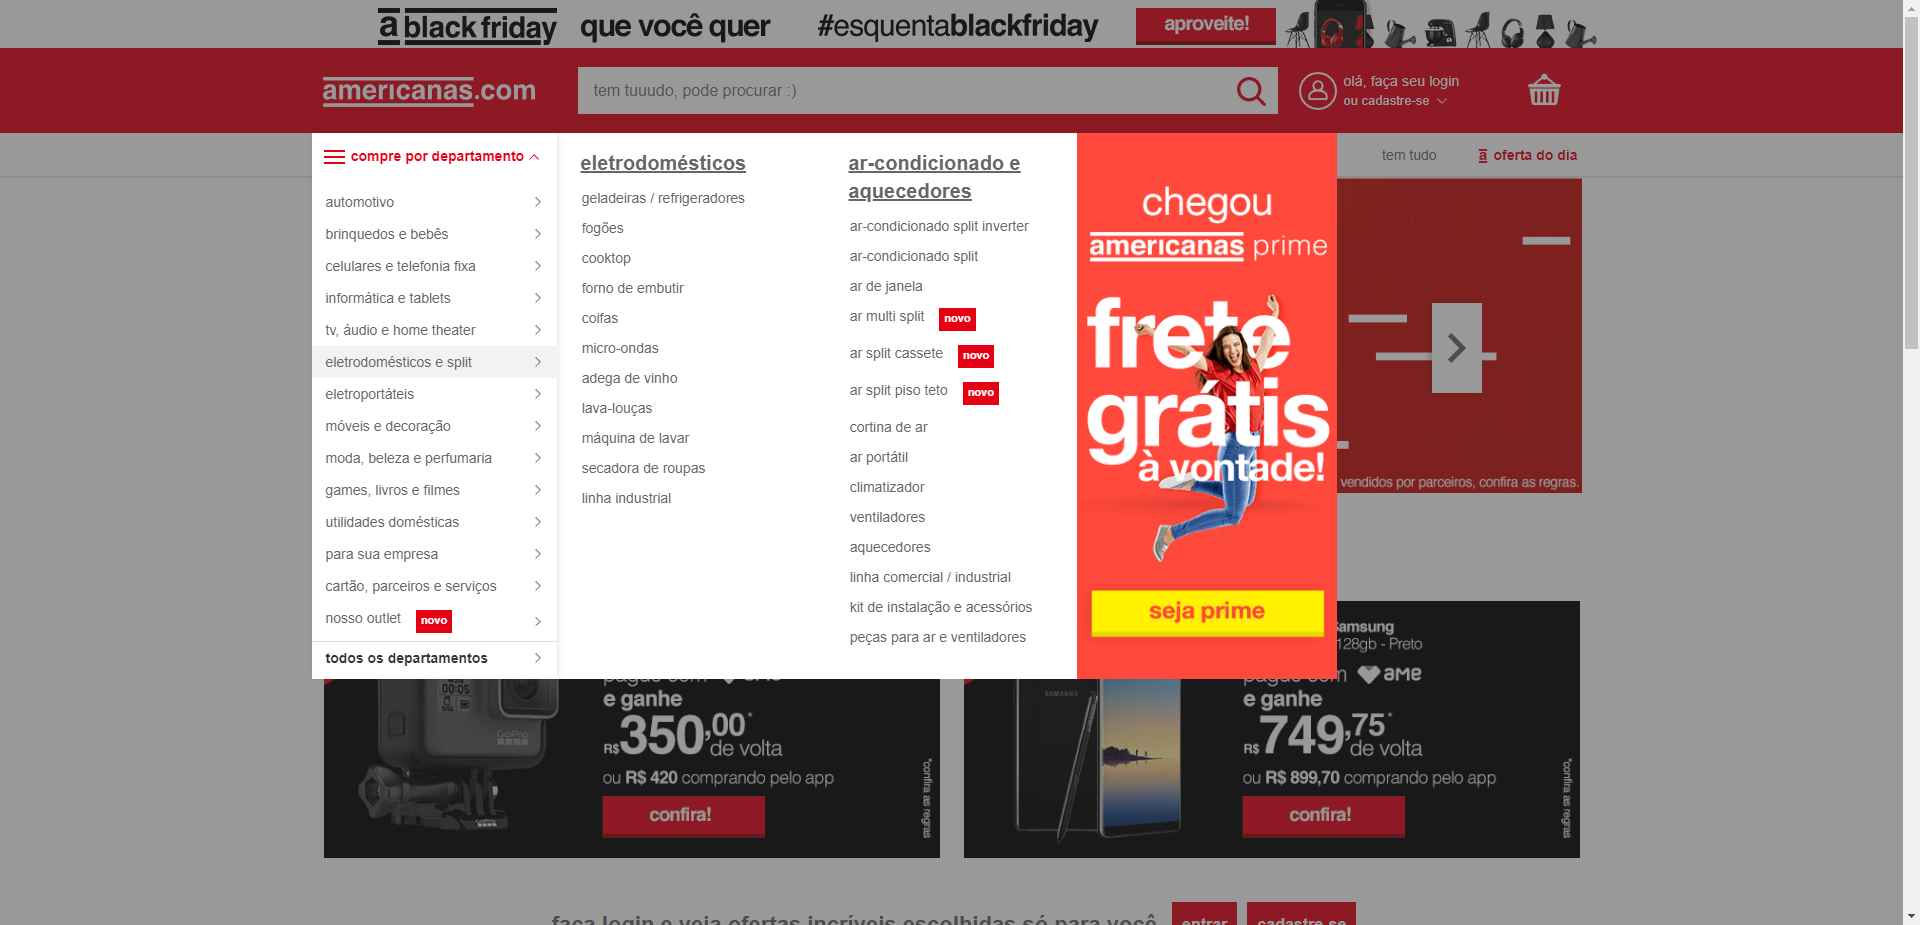 a black friday que você quer #esquentablackfriday aproveite!
americanas.com
tem tuuudo, pode procurar :)
olá, faça seu login
ou cadastre-se
compre por departamento
tem tudo
a oferta do dia
automotivo
brinquedos e bebês
celulares e telefonia fixa
informática e tablets
tv, áudio e home theater
eletrodomésticos e split
eletroportáteis
móveis e decoração
moda, beleza e perfumaria
games, livros e filmes
utilidades domésticas
para sua empresa
cartão, parceiros e serviços
nosso outlet novo
todos os departamentos
eletrodomésticos
geladeiras / refrigeradores
fogões
cooktop
forno de embutir
coifas
micro-ondas
adega de vinho
lava-louças
máquina de lavar
secadora de roupas
linha industrial
ar-condicionado e
aquecedores
ar-condicionado split inverter
ar-condicionado split
ar de janela
ar multi split novo
ar split cassete novo
ar split piso teto novo
cortina de ar
ar portátil
climatizador
ventiladores
aquecedores
linha comercial / industrial
kit de instalação e acessórios
peças para ar e ventiladores
chegou
americanas prime
frete
grátis
à vontade!
seja prime
vendidos por parceiros, confira as regras.
00:05
GoPro
GoPro
e ganhe
R$350,00*
de volta
ou R$ 420 comprando pelo app
confira!
*confira as regras
Samsung
128gb - Preto
SAMSUNG
ame
e ganhe
R$749,75*
de volta
ou R$ 899,70 comprando pelo app
confira!
*confira as regras
faça login e veja ofertas incríveis escolhidas só para você
entrar
cadastre-se